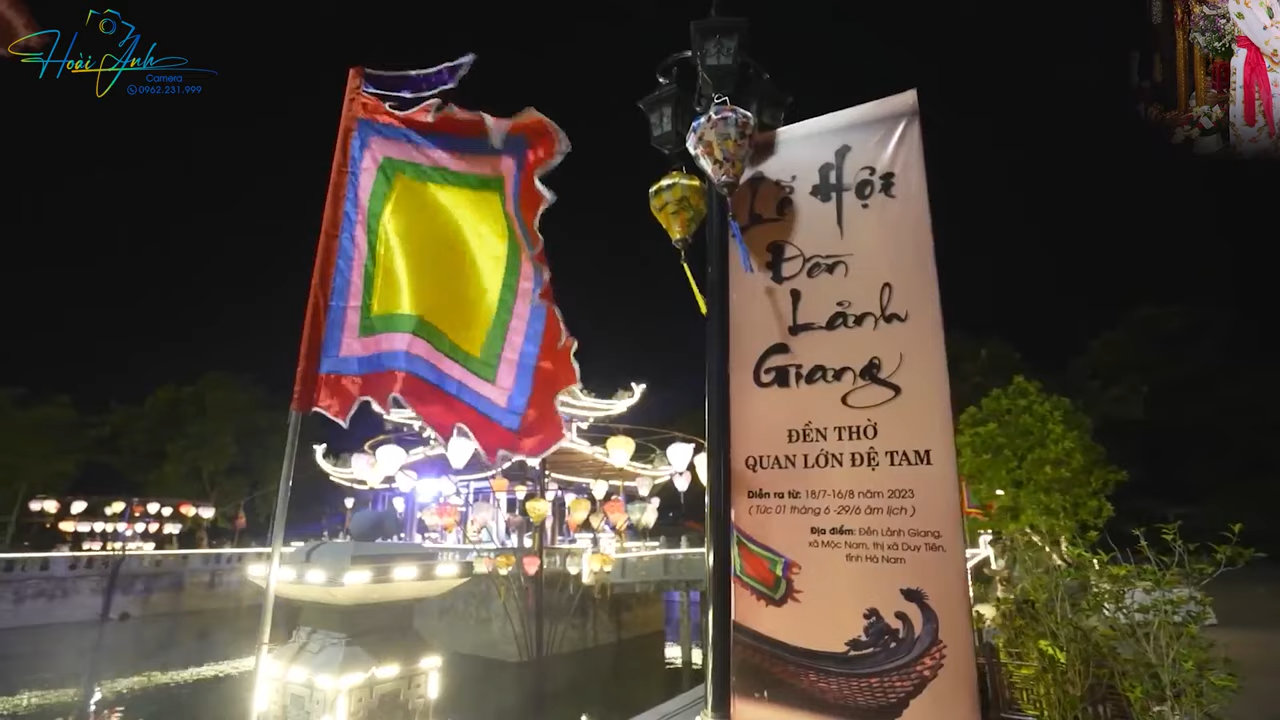 Hoài Anh
Camera
0962.231.999
Lễ Hội
Đền
Lảnh
Giang
ĐỀN THỜ
QUAN LỚN ĐỆ TAM
Diễn ra từ: 18/7-16/8 năm 2023
( Tức 01 tháng 6 -29/6 âm lịch )
Địa điểm: Đền Lảnh Giang,
xã Mộc Nam, thị xã Duy Tiên,
tỉnh Hà Nam